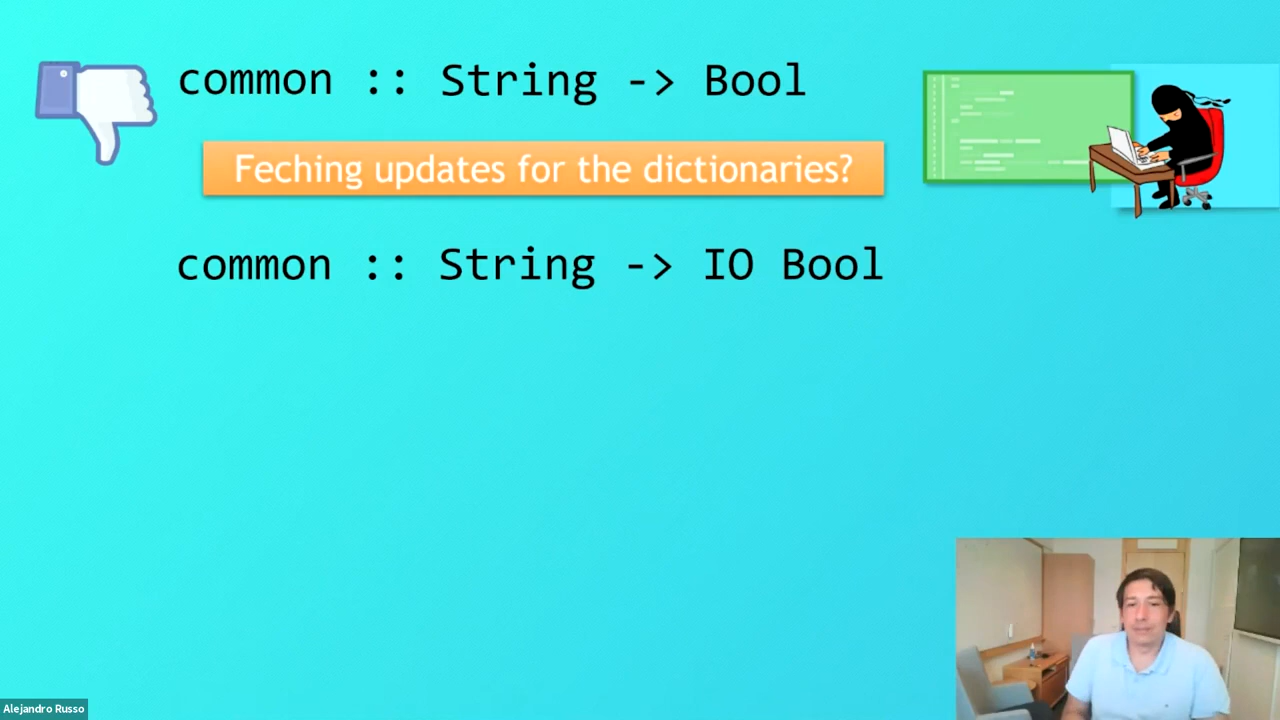 common :: String -> Bool
Feching updates for the dictionaries?
common :: String -> IO Bool
Alejandro Russo